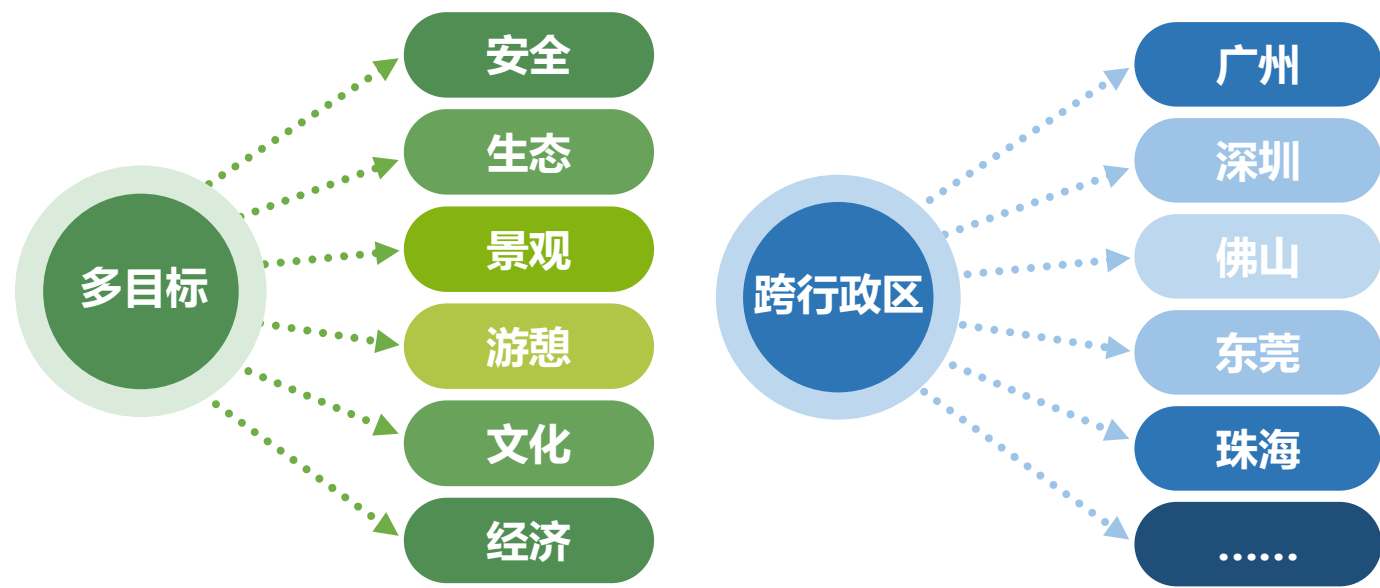 多目标
安全
生态
景观
游憩
文化
经济
跨行政区
广州
深圳
佛山
东莞
珠海
……